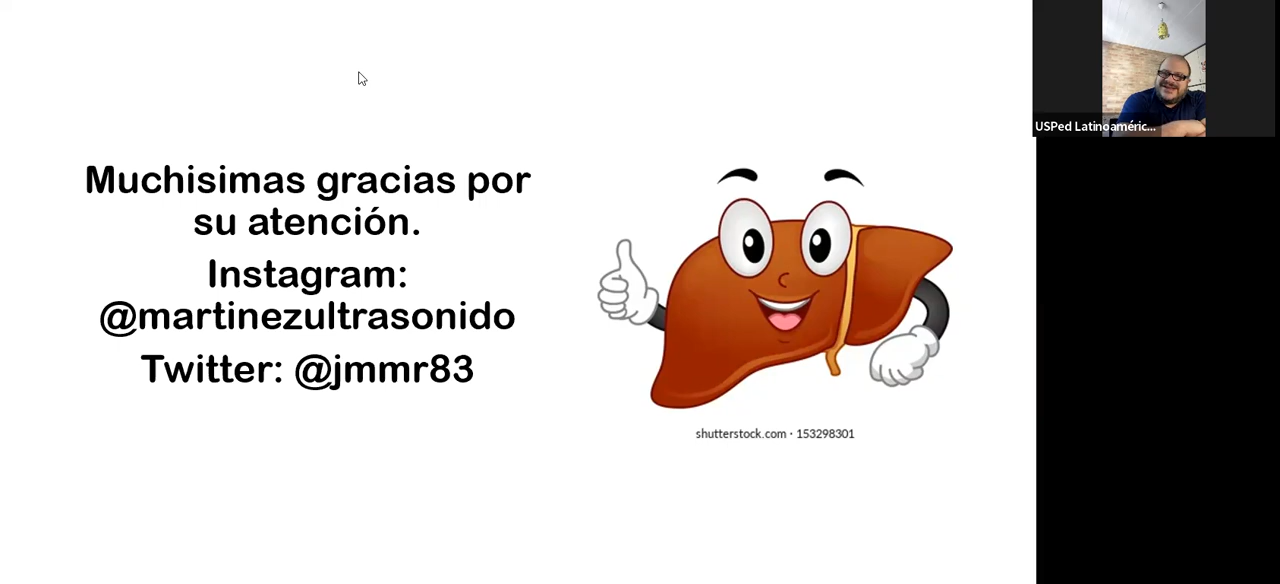 Muchisimas gracias por
su atención.
Instagram:
@martinezultrasonido
Twitter: @jmmr83
shutterstock.com · 153298301
USPed Latinoaméric...